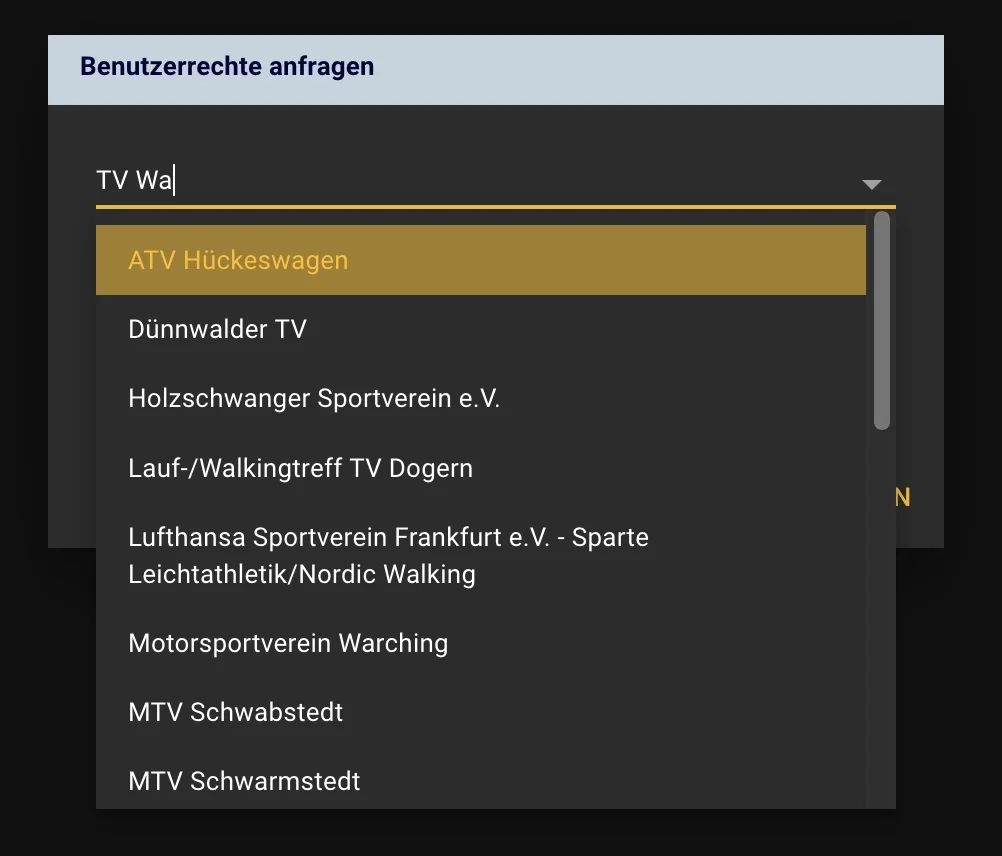 Benutzerrechte anfragen
TV Wa
ATV Hückeswagen
Dünnwalder TV
Holzschwanger Sportverein e.V.
Lauf-/Walkingtreff TV Dogern
N
Lufthansa Sportverein Frankfurt e.V. - Sparte
Leichtathletik/Nordic Walking
Motorsportverein Warching
MTV Schwabstedt
MTV Schwarmstedt